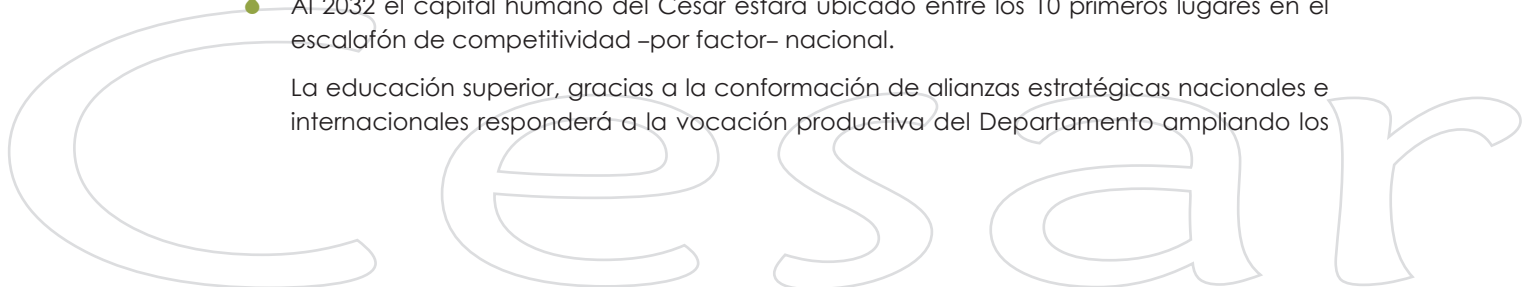 Al 2032 el capital humano del Cesar estará ubicado entre los 10 primeros lugares en el
escalafón de competitividad –por factor– nacional.
La educación superior, gracias a la conformación de alianzas estratégicas nacionales e
internacionales responderá a la vocación productiva del Departamento ampliando los
Cesar